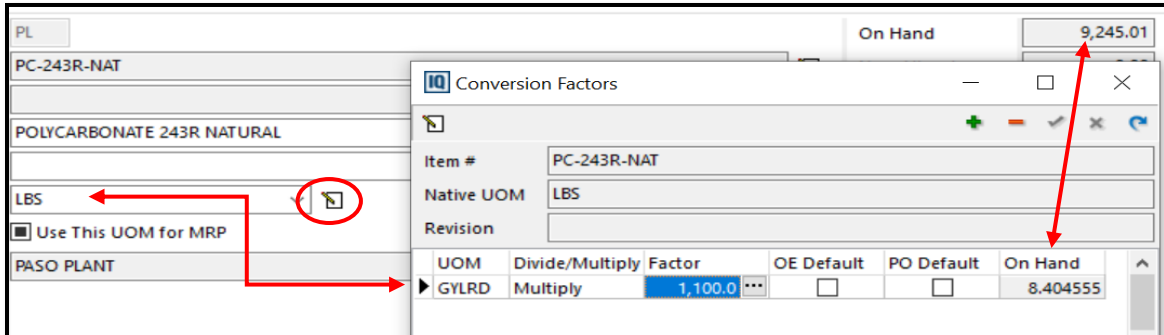 PL
On Hand 9,245.01
PC-243R-NAT
IQ Conversion Factors
POLYCARBONATE 243R NATURAL
Item # PC-243R-NAT
LBS
Native UOM LBS
Use This UOM for MRP
Revision
PASO PLANT
UOM Divide/Multiply Factor OE Default PO Default On Hand
GYLRD Multiply 1,100.0 ... 8.404555